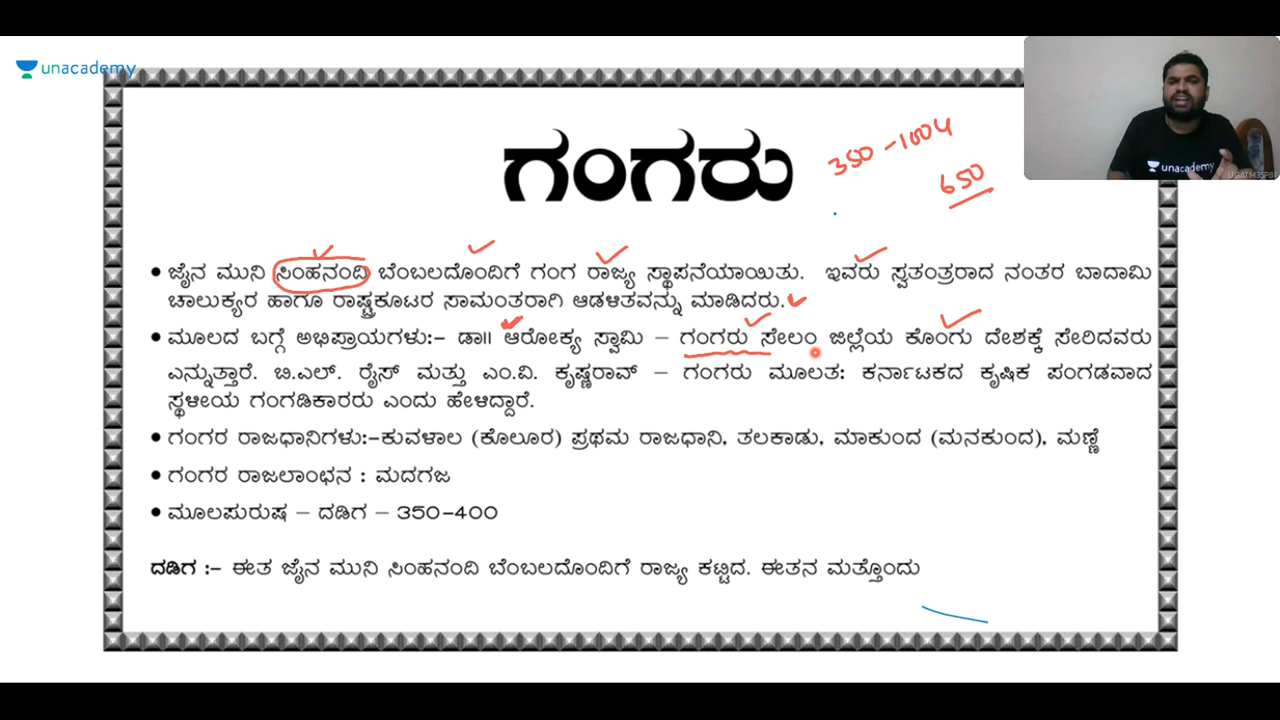 unacademy
ಗಂಗರು
350 - 1004
650
unacademy
• ಜೈನ ಮುನಿ ಸಿಂಹನಂದಿ ಬೆಂಬಲದೊಂದಿಗೆ ಗಂಗ ರಾಜ್ಯ ಸ್ಥಾಪನೆಯಾಯಿತು. ಇವರು ಸ್ವತಂತ್ರರಾದ ನಂತರ ಬಾದಾಮಿ
ಚಾಲುಕ್ಯರ ಹಾಗೂ ರಾಷ್ಟ್ರಕೂಟರ ಸಾಮಂತರಾಗಿ ಆಡಳಿತವನ್ನು ಮಾಡಿದರು.
• ಮೂಲದ ಬಗ್ಗೆ ಅಭಿಪ್ರಾಯಗಳು:- ಡಾ॥ ಆರೋಕ್ಯ ಸ್ವಾಮಿ – ಗಂಗರು ಸೇಲಂ ಜಿಲ್ಲೆಯ ಕೊಂಗು ದೇಶಕ್ಕೆ ಸೇರಿದವರು
ಎನ್ನುತ್ತಾರೆ. ಬಿ.ಎಲ್. ರೈಸ್ ಮತ್ತು ಎಂ.ವಿ. ಕೃಷ್ಣರಾವ್ – ಗಂಗರು ಮೂಲತ: ಕರ್ನಾಟಕದ ಕೃಷಿಕ ಪಂಗಡವಾದ
ಸ್ಥಳೀಯ ಗಂಗಡಿಕಾರರು ಎಂದು ಹೇಳಿದ್ದಾರೆ.
• ಗಂಗರ ರಾಜಧಾನಿಗಳು:-ಕುವಳಾಲ (ಕೊಲೂರ) ಪ್ರಥಮ ರಾಜಧಾನಿ, ತಲಕಾಡು, ಮಾಕುಂದ (ಮನಕುಂದ), ಮಣ್ಣೆ
• ಗಂಗರ ರಾಜಲಾಂಛನ : ಮದಗಜ
• ಮೂಲಪುರುಷ – ದಡಿಗ – 350-400
ದಡಿಗ :- ಈತ ಜೈನ ಮುನಿ ಸಿಂಹನಂದಿ ಬೆಂಬಲದೊಂದಿಗೆ ರಾಜ್ಯ ಕಟ್ಟಿದ. ಈತನ ಮತ್ತೊಂದು